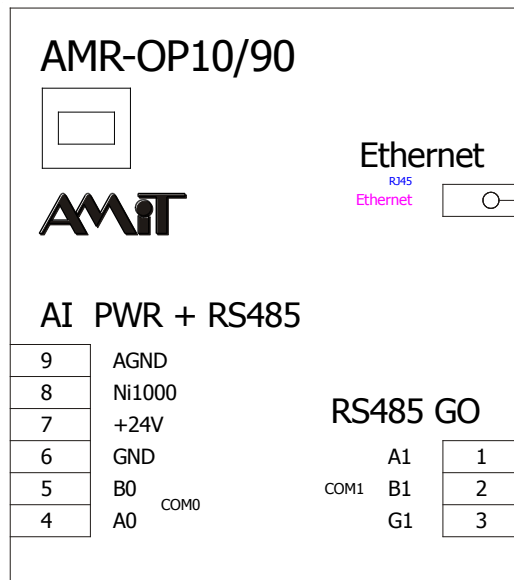 AMR-OP10/90
Ethernet
RJ45
Ethernet
AMiT
AI PWR + RS485
9 AGND
8 Ni1000
7 +24V
RS485 GO
6 GND A1 1
5 B0 COM1 B1 2
COM0
4 A0 G1 3